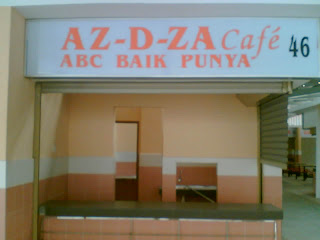 AZ-D-ZA Café
ABC BAIK PUNYA
46